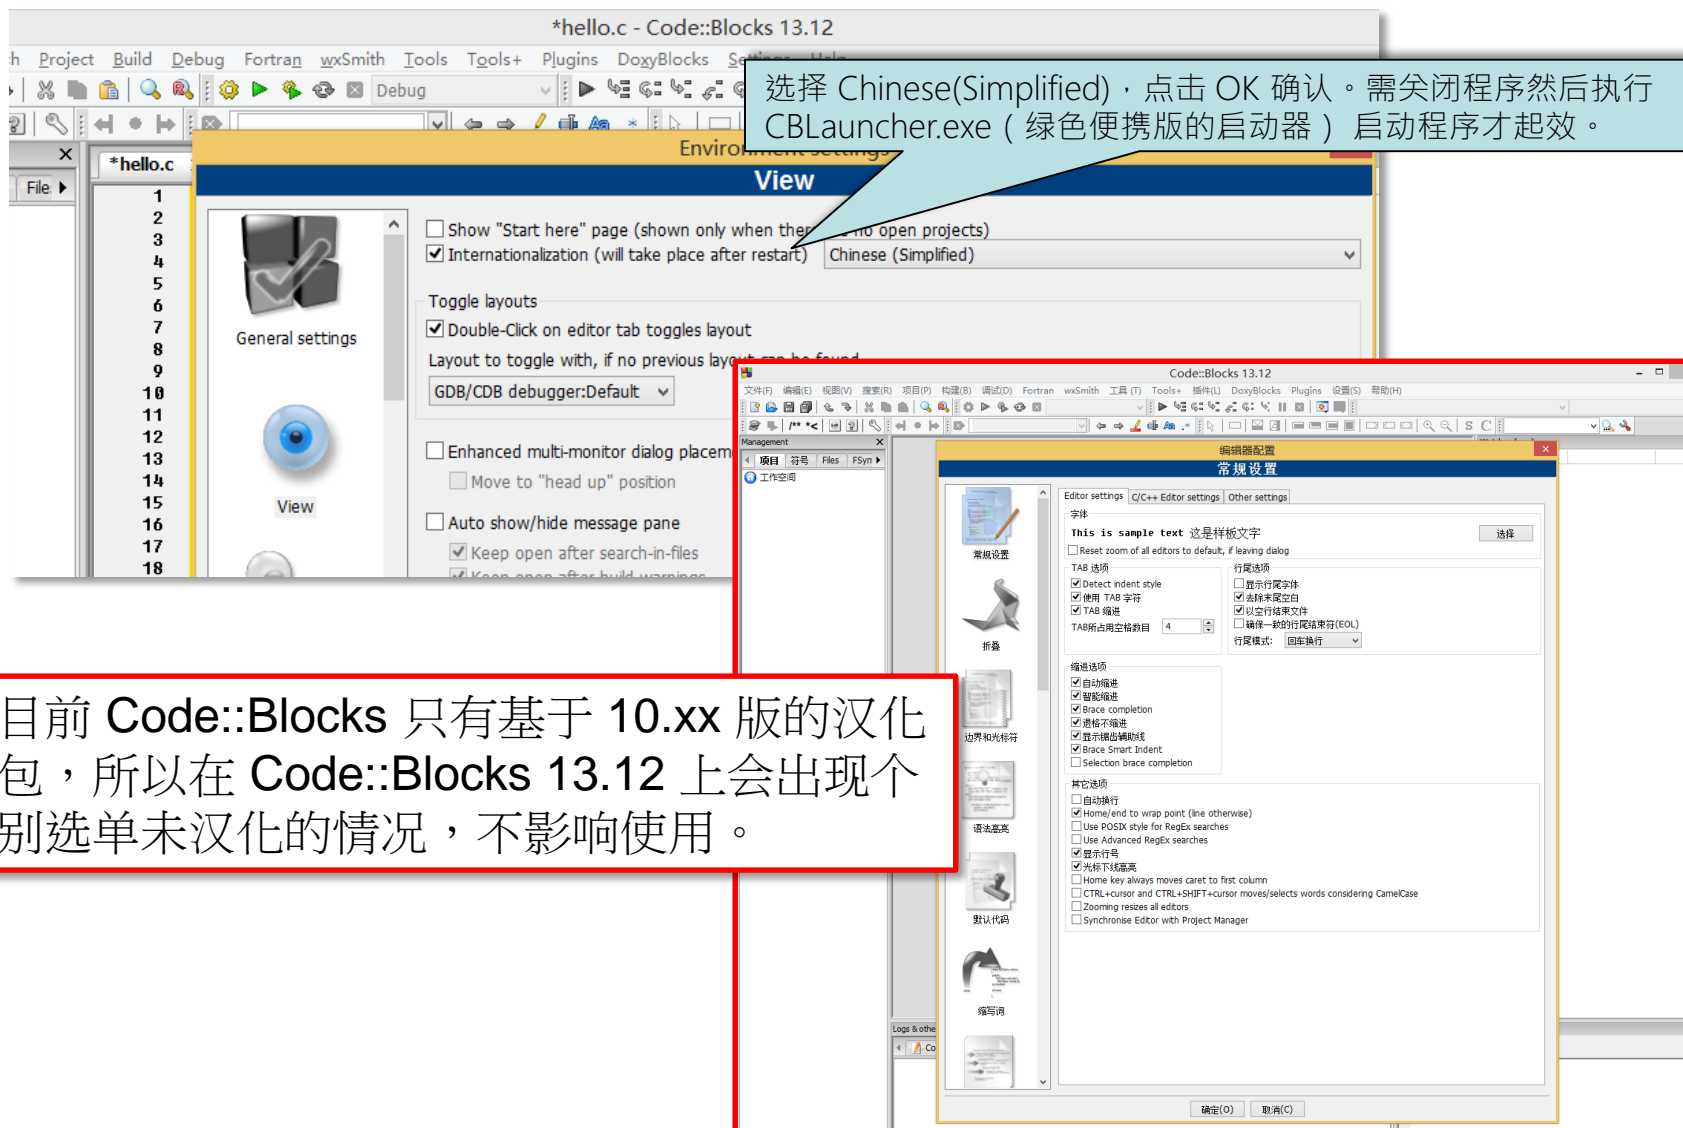 *hello.c - Code::Blocks 13.12
Project Build Debug Fortran wxSmith Tools Tools+ Plugins DoxyBlocks
Debug
选择 Chinese(Simplified)，点击 OK 确认。需关闭程序然后执行
CBLauncher.exe（绿色便携版的启动器） 启动程序才起效。
*hello.c
File:
View
Show "Start here" page (shown only when open projects)
Internationalization (will take place after restart) Chinese (Simplified)
Toggle layouts
Double-Click on editor tab toggles layout
Layout to toggle with, if no previous
GDB/CDB debugger:Default
Enhanced multi-monitor dialog
Move to "head up" position
Auto show/hide message pane
Keep open after search-in-files
Keep open after build warnings
General settings
View
1
2
3
4
5
6
7
8
9
10
11
12
13
14
15
16
17
18
目前 Code::Blocks 只有基于 10.xx 版的汉化
包，所以在 Code::Blocks 13.12 上会出现个
别选单未汉化的情况，不影响使用。
Code::Blocks 13.12
文件(F) 编辑(E) 视图(V) 搜索(R) 项目(P) 构建(B) 调试(D) Fortran wxSmith 工具(T) Tools+ 插件(L) DoxyBlocks Plugins 设置(S) 帮助(H)
Management
项目 符号 Files FSyn
工作空间
编辑器配置
常规设置
常规设置
折叠
边界和光标符
语法高亮
默认代码
缩写词
Editor settings C/C++ Editor settings Other settings
字体
This is sample text 这是样板文字 选择
Reset zoom of all editors to default, if leaving dialog
TAB 选项
Detect indent style
使用 TAB 字符
TAB 缩进
TAB所占用空格数目 4
行尾选项
显示行尾字体
去除末尾空白
以空行结束文件
确保一致的行尾结束符(EOL)
行尾模式: 回车换行
缩进选项
自动缩进
智能缩进
Brace completion
退格不缩进
显示锯齿辅助线
Brace Smart Indent
Selection brace completion
其它选项
自动换行
Home/end to wrap point (line otherwise)
Use POSIX style for RegEx searches
Use Advanced RegEx searches
显示行号
光标下线高亮
Home key always moves caret to first column
CTRL+cursor and CTRL+SHIFT+cursor moves/selects words considering CamelCase
Zooming resizes all editors
Synchronise Editor with Project Manager
Logs & othe
Co
确定(O) 取消(C)